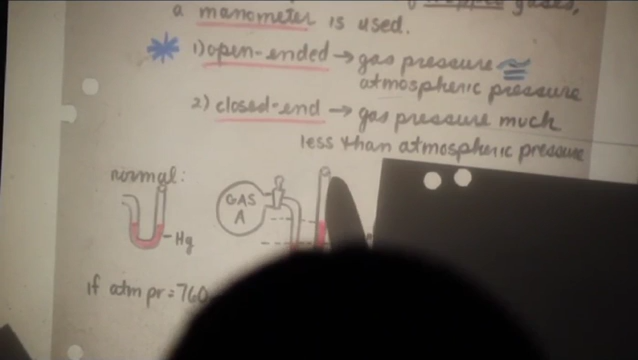 gases,
a manometer is used.
1) open-ended → gas pressure ≅
atmospheric pressure
2) closed-end → gas pressure much
less than atmospheric pressure
normal:
GAS
A
- Hg
if atm pr = 760